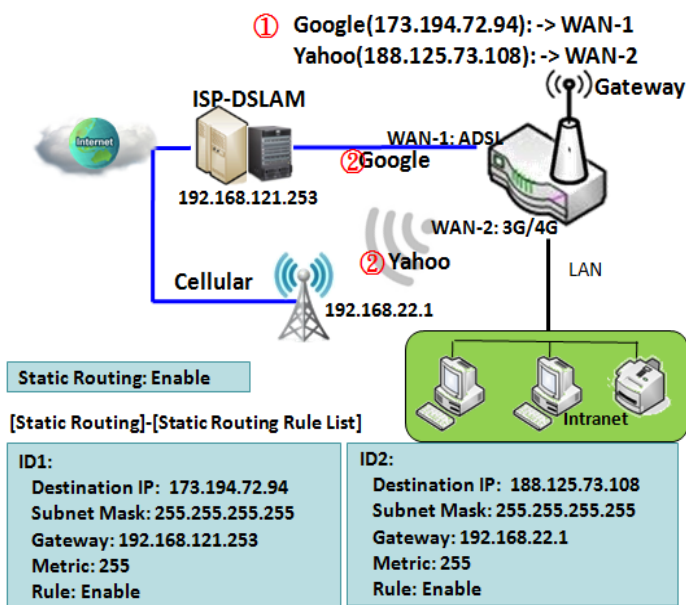 ① Google(173.194.72.94): -> WAN-1
Yahoo(188.125.73.108): -> WAN-2
Gateway
ISP-DSLAM
Internet
WAN-1: ADSL
②Google
192.168.121.253
WAN-2: 3G/4G
② Yahoo
LAN
Cellular
192.168.22.1
Static Routing: Enable
Intranet
[Static Routing]-[Static Routing Rule List]
ID1:
Destination IP: 173.194.72.94
Subnet Mask: 255.255.255.255
Gateway: 192.168.121.253
Metric: 255
Rule: Enable
ID2:
Destination IP: 188.125.73.108
Subnet Mask: 255.255.255.255
Gateway: 192.168.22.1
Metric: 255
Rule: Enable